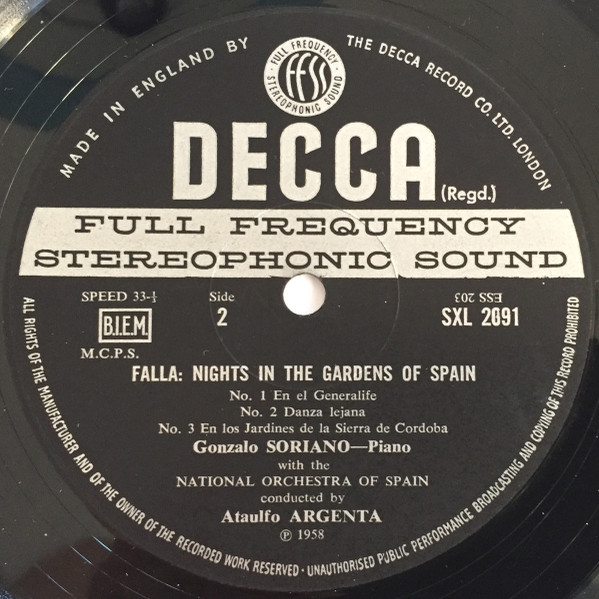 MADE IN ENGLAND BY
THE DECCA RECORD CO. LTD. LONDON
· FULL FREQUENCY ·
STEREOPHONIC SOUND
FFSS
DECCA (Regd.)
FULL FREQUENCY
STEREOPHONIC SOUND
SPEED 33-⅓
Side
2
ESS 203
SXL 2091
B.I.E.M.
M.C.P.S.
FALLA: NIGHTS IN THE GARDENS OF SPAIN
No. 1 En el Generalife
No. 2 Danza lejana
No. 3 En los Jardines de la Sierra de Cordoba
Gonzalo SORIANO—Piano
with the
NATIONAL ORCHESTRA OF SPAIN
conducted by
Ataulfo ARGENTA
℗ 1958
ALL RIGHTS OF THE MANUFACTURER AND OF THE OWNER OF THE RECORDED WORK RESERVED · UNAUTHORISED PUBLIC PERFORMANCE BROADCASTING AND COPYING OF THIS RECORD PROHIBITED